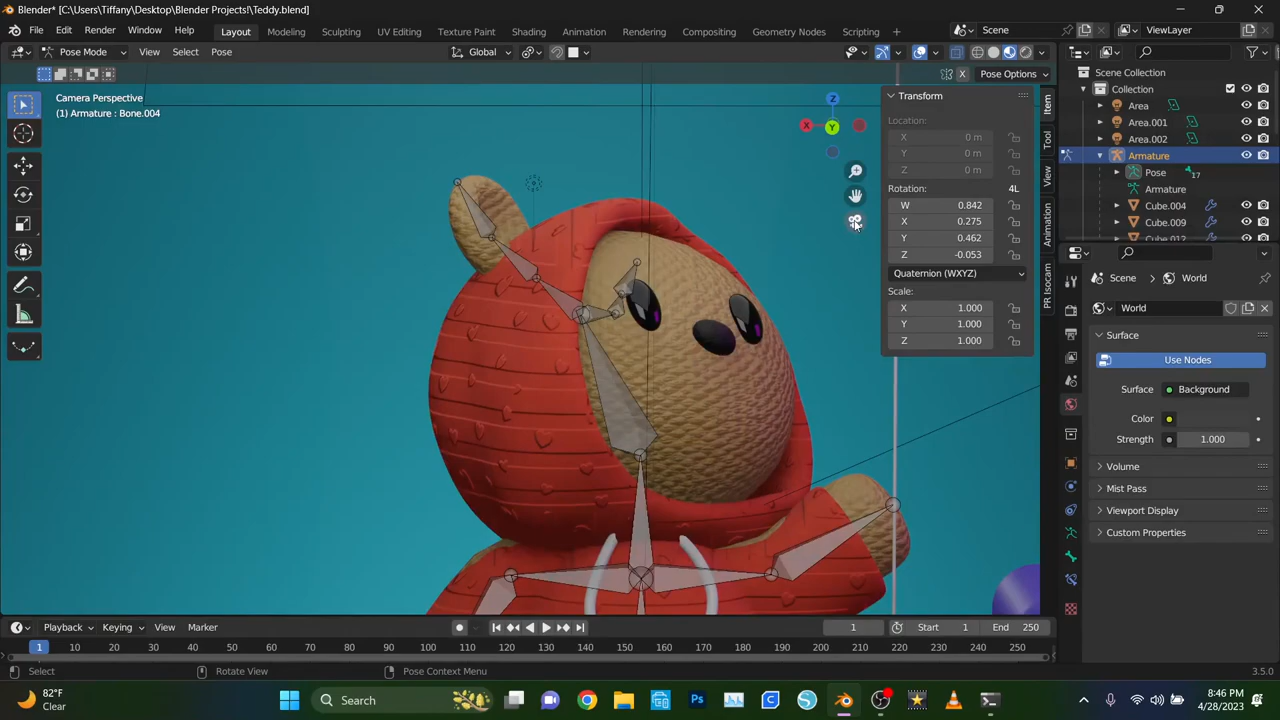 Blender* [C:\Users\Tiffany\Desktop\Blender Projects!\Teddy.blend]
File Edit Render Window Help Layout Modeling Sculpting UV Editing Texture Paint Shading Animation Rendering Compositing Geometry Nodes Scripting + Scene ViewLayer
Pose Mode View Select Pose Global
X Pose Options
Camera Perspective
(1) Armature : Bone.004
Z
X
Y
Transform
Location:
X 0 m
Y 0 m
Z 0 m
Rotation: 4L
W 0.842
X 0.275
Y 0.462
Z -0.053
Quaternion (WXYZ)
Scale:
X 1.000
Y 1.000
Z 1.000
Item
Tool
View
Animation
PR Isocam
Scene Collection
Collection
Area
Area.001
Area.002
Armature
Pose 17
Armature
Cube.004
Cube.009
Cube.012
Scene World
World
Surface
Use Nodes
Surface Background
Color
Strength 1.000
Volume
Mist Pass
Viewport Display
Custom Properties
Playback Keying View Marker 1 Start 1 End 250
1 10 20 30 40 50 60 70 80 90 100 110 120 130 140 150 160 170 180 190 200 210 220 230 240 250
Select Rotate View Pose Context Menu 3.5.0
82°F
Clear
Search
Ps
8:46 PM
4/28/2023